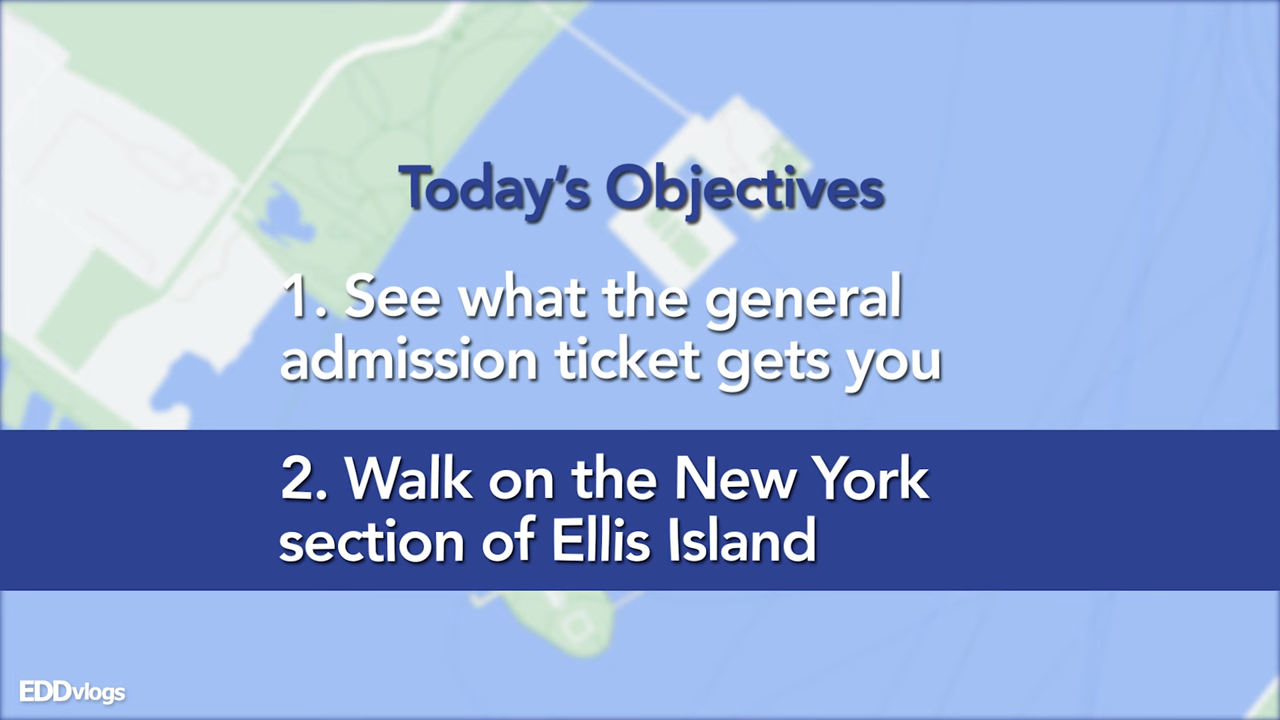 Today's Objectives
1. See what the general
admission ticket gets you
2. Walk on the New York
section of Ellis Island
EDDvlogs